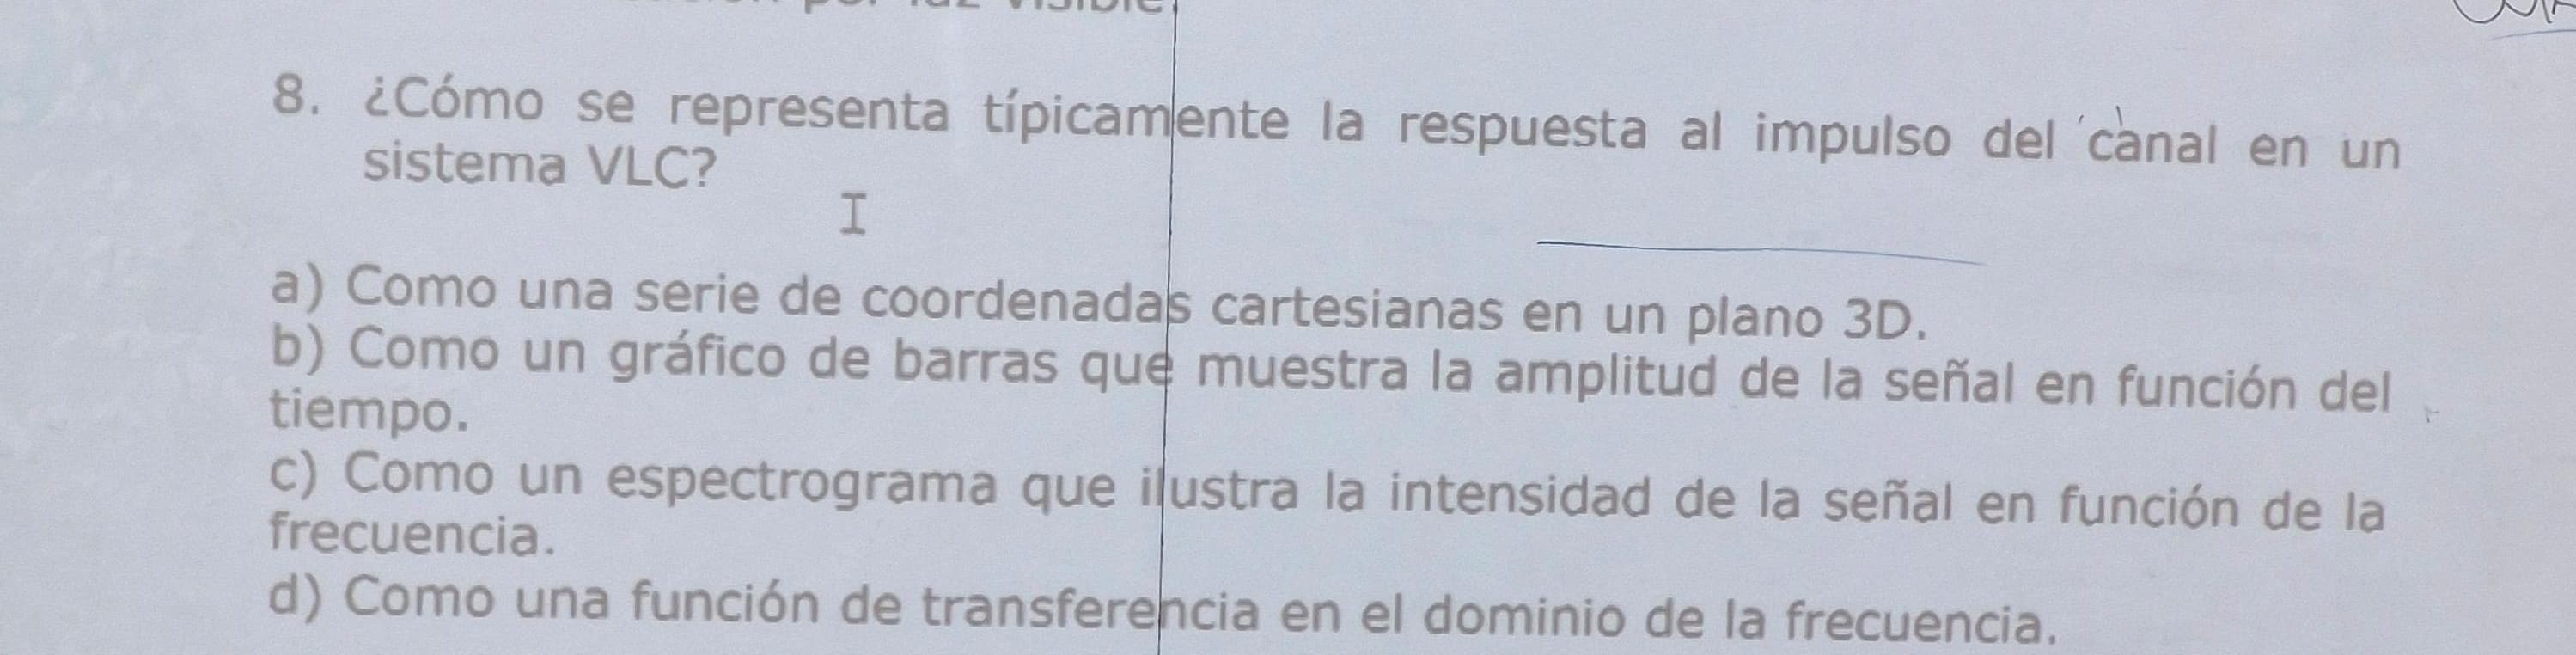 8. ¿Cómo se representa típicamente la respuesta al impulso del canal en un
sistema VLC?
a) Como una serie de coordenadas cartesianas en un plano 3D.
b) Como un gráfico de barras que muestra la amplitud de la señal en función del
tiempo.
c) Como un espectrograma que ilustra la intensidad de la señal en función de la
frecuencia.
d) Como una función de transferencia en el dominio de la frecuencia.